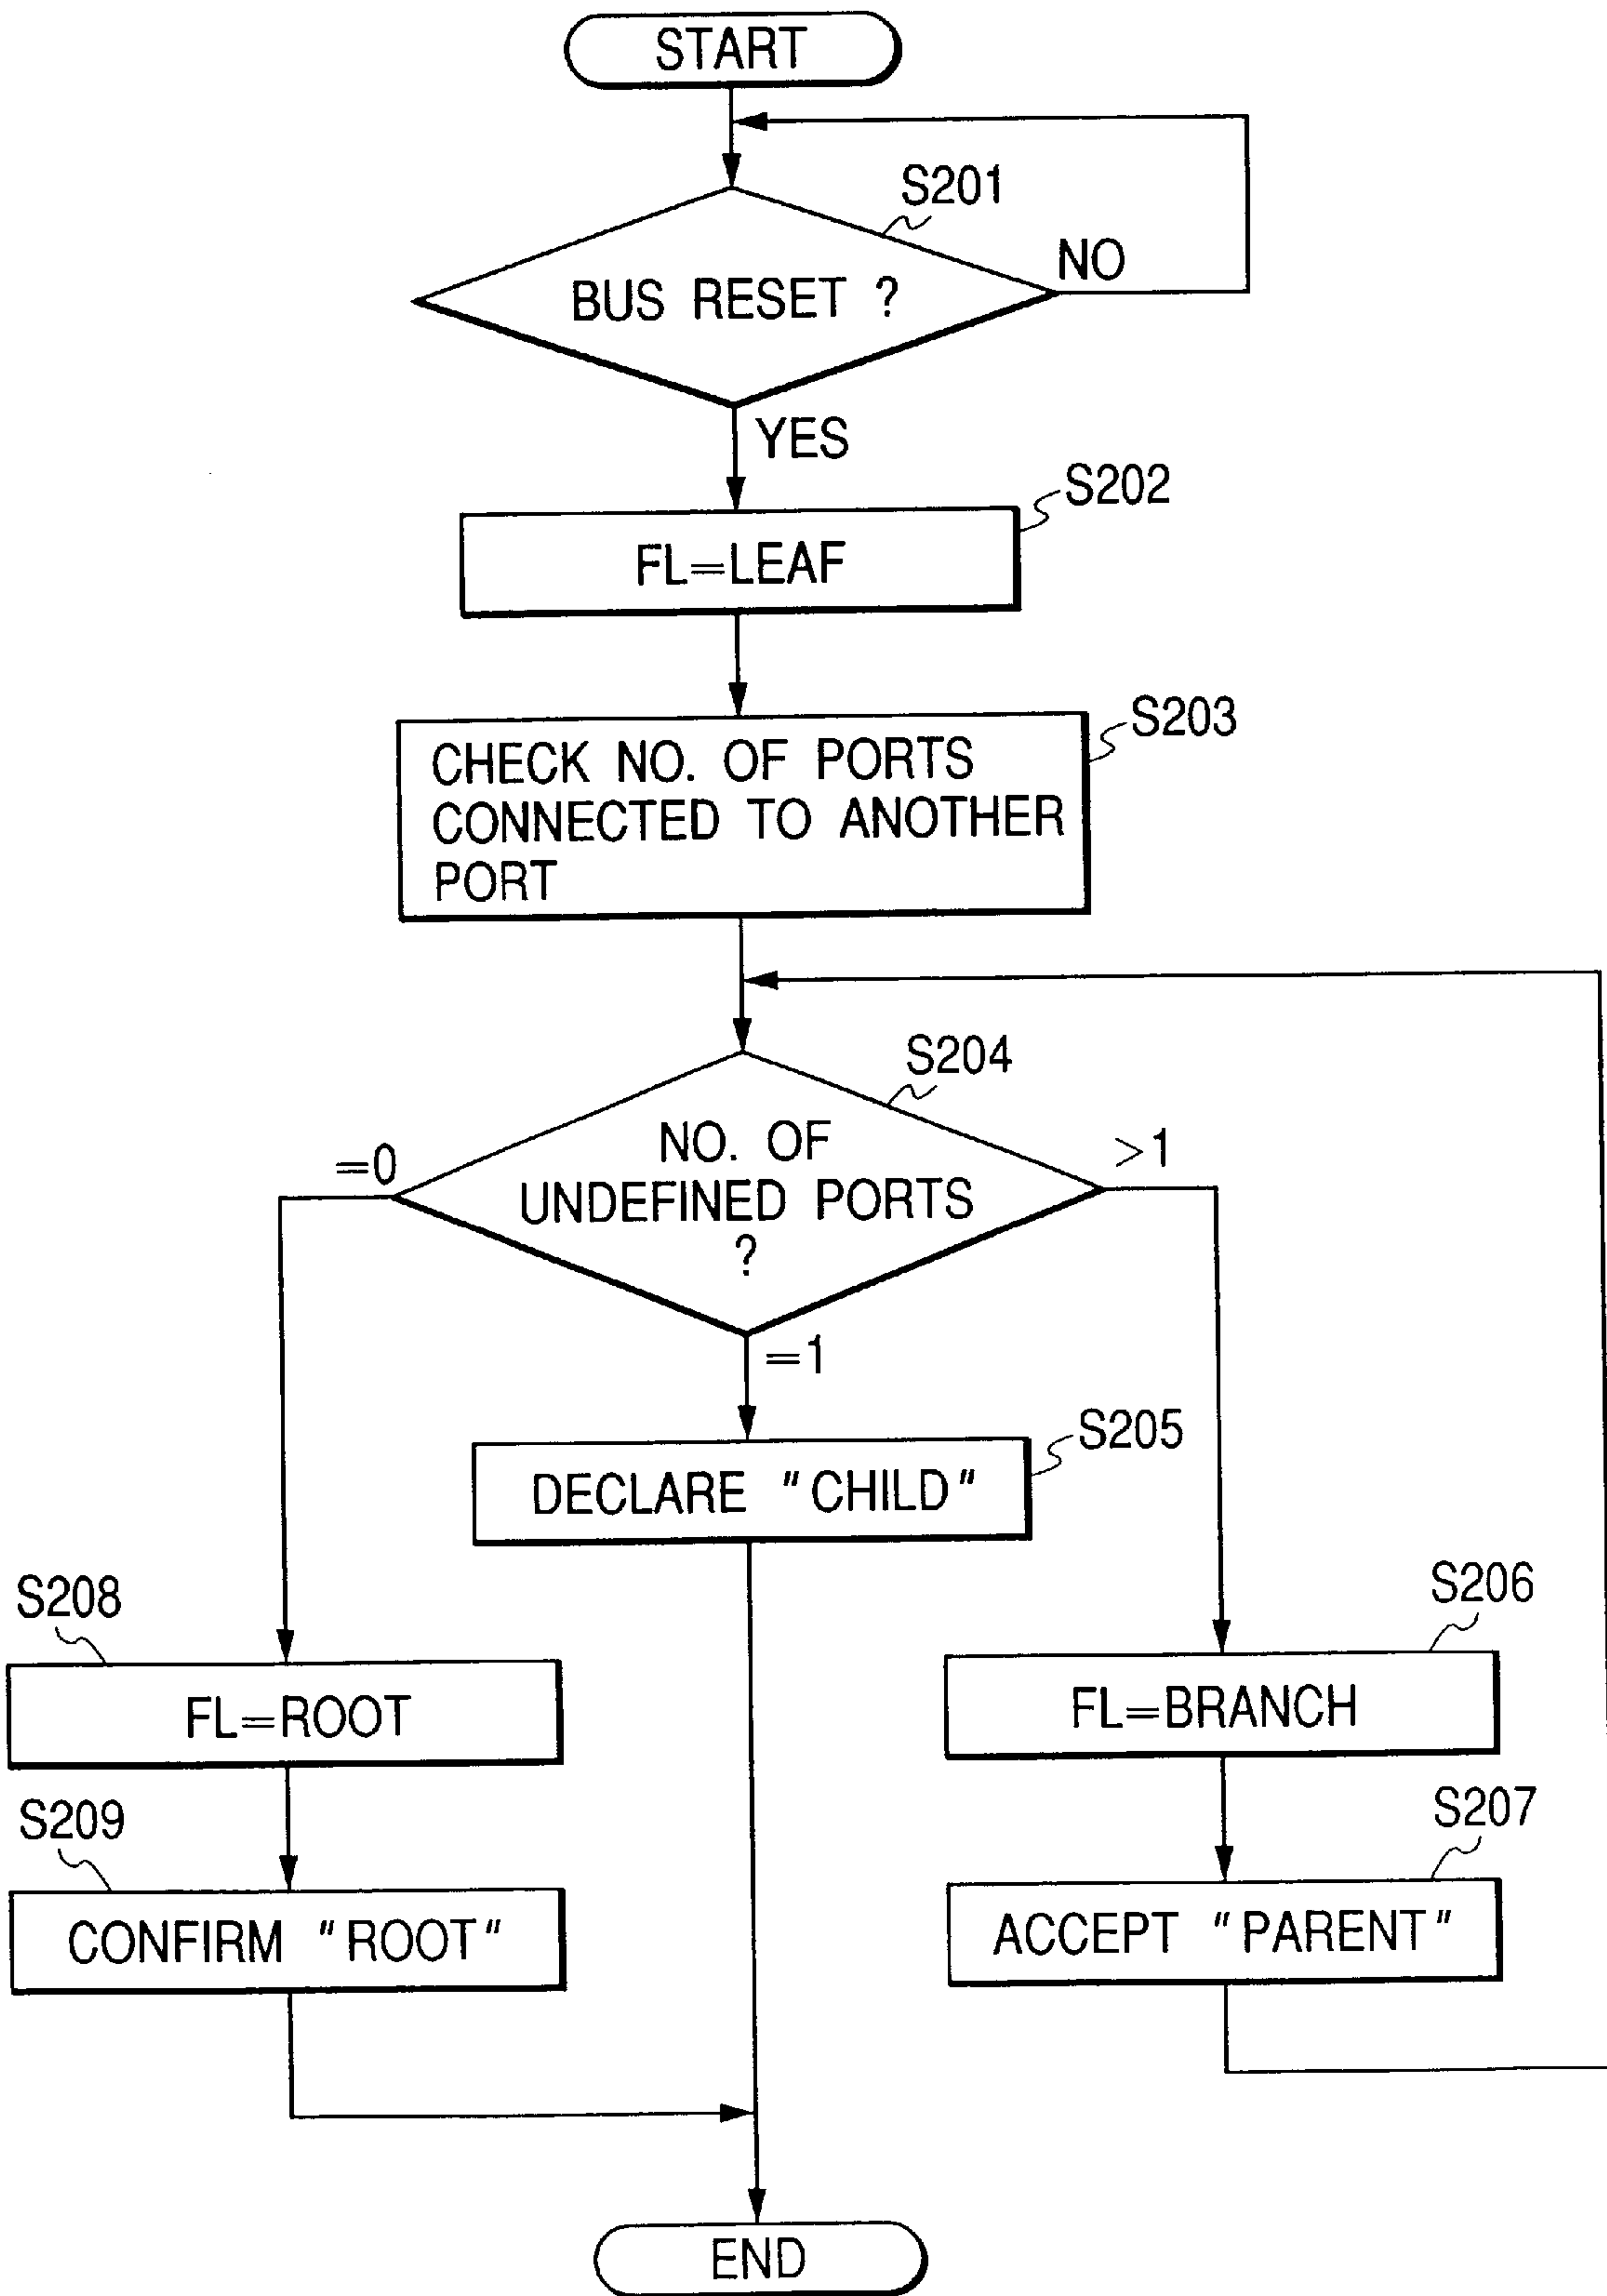 START
S201
BUS RESET ?
NO
YES
S202
FL=LEAF
S203
CHECK NO. OF PORTS
CONNECTED TO ANOTHER
PORT
S204
NO. OF
UNDEFINED PORTS
?
=0
>1
=1
S205
DECLARE "CHILD"
S208
FL=ROOT
S206
FL=BRANCH
S209
CONFIRM "ROOT"
S207
ACCEPT "PARENT"
END